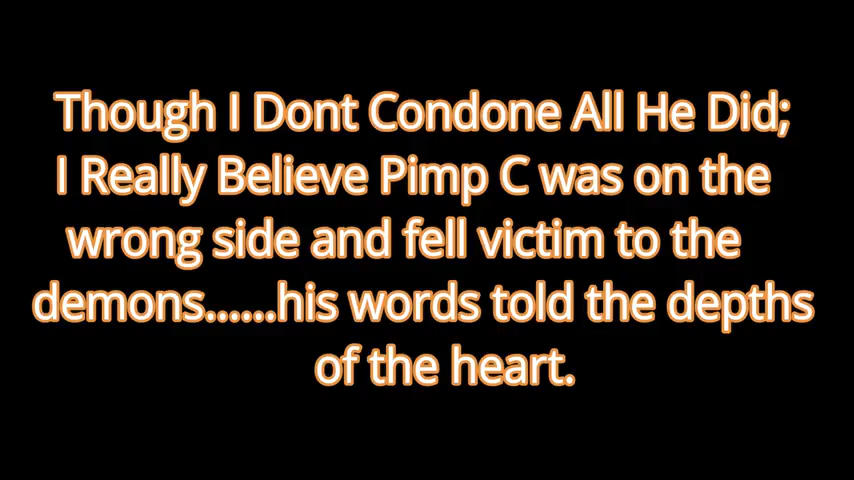 Though I Dont Condone All He Did;
I Really Believe Pimp C was on the
wrong side and fell victim to the
demons......his words told the depths
of the heart.